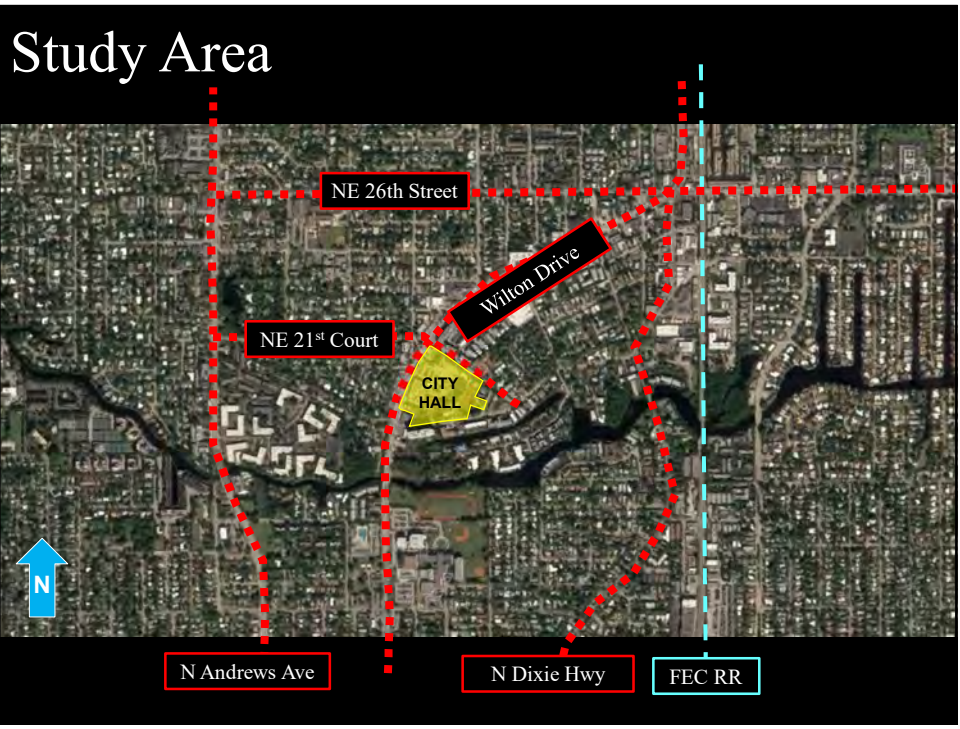 Study Area
NE 26th Street
Wilton Drive
NE 21st Court
CITY
HALL
N
N Andrews Ave
N Dixie Hwy
FEC RR